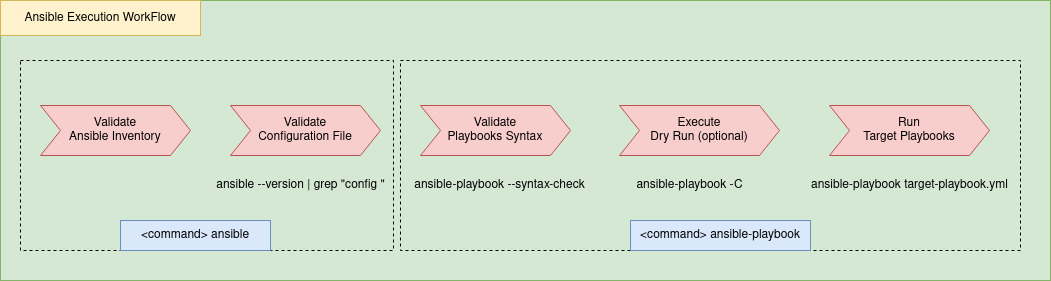 Ansible Execution WorkFlow
Validate
Ansible Inventory
Validate
Configuration File
Validate
Playbooks Syntax
Execute
Dry Run (optional)
Run
Target Playbooks
ansible --version | grep "config "
ansible-playbook --syntax-check
ansible-playbook -C
ansible-playbook target-playbook.yml
<command> ansible
<command> ansible-playbook